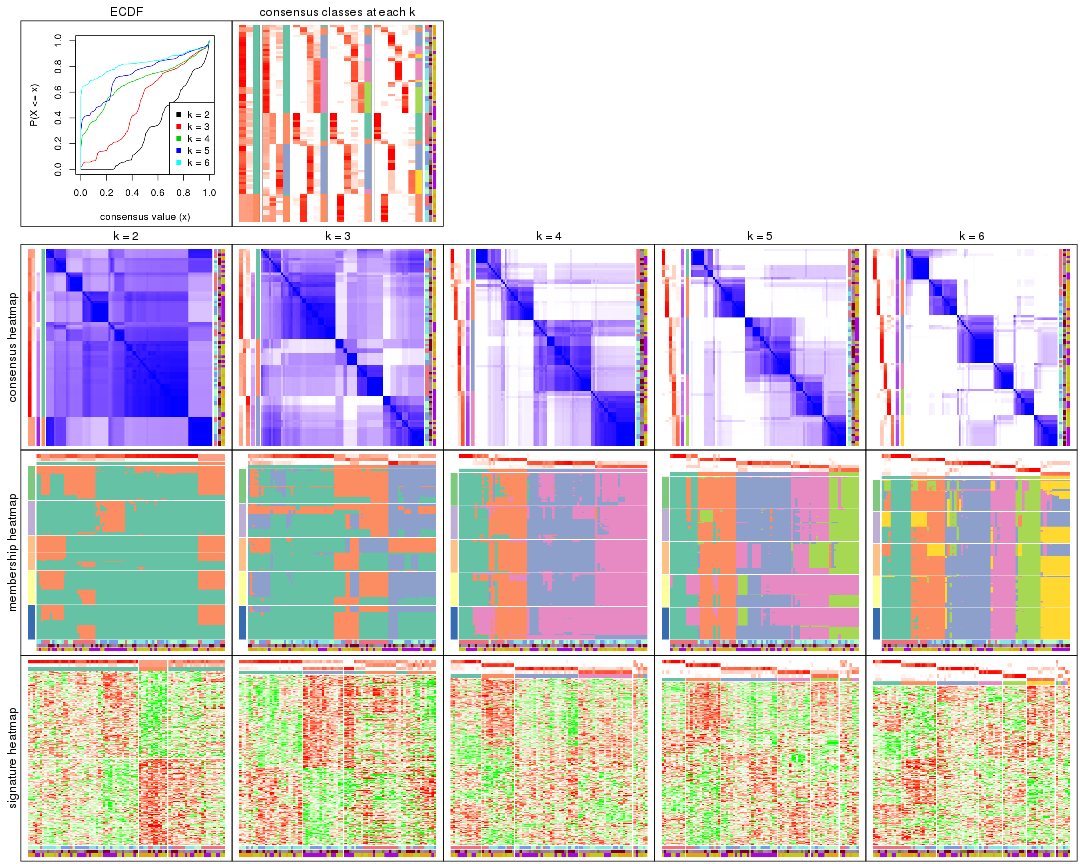 ECDF
consensus classes at each k
P(X <= x)
1.0
0.8
0.6
0.4
0.2
0.0
k = 2
k = 3
k = 4
k = 5
k = 6
0.0 0.2 0.4 0.6 0.8 1.0
consensus value (x)
k = 2 k = 3 k = 4 k = 5 k = 6
consensus heatmap
membership heatmap
signature heatmap